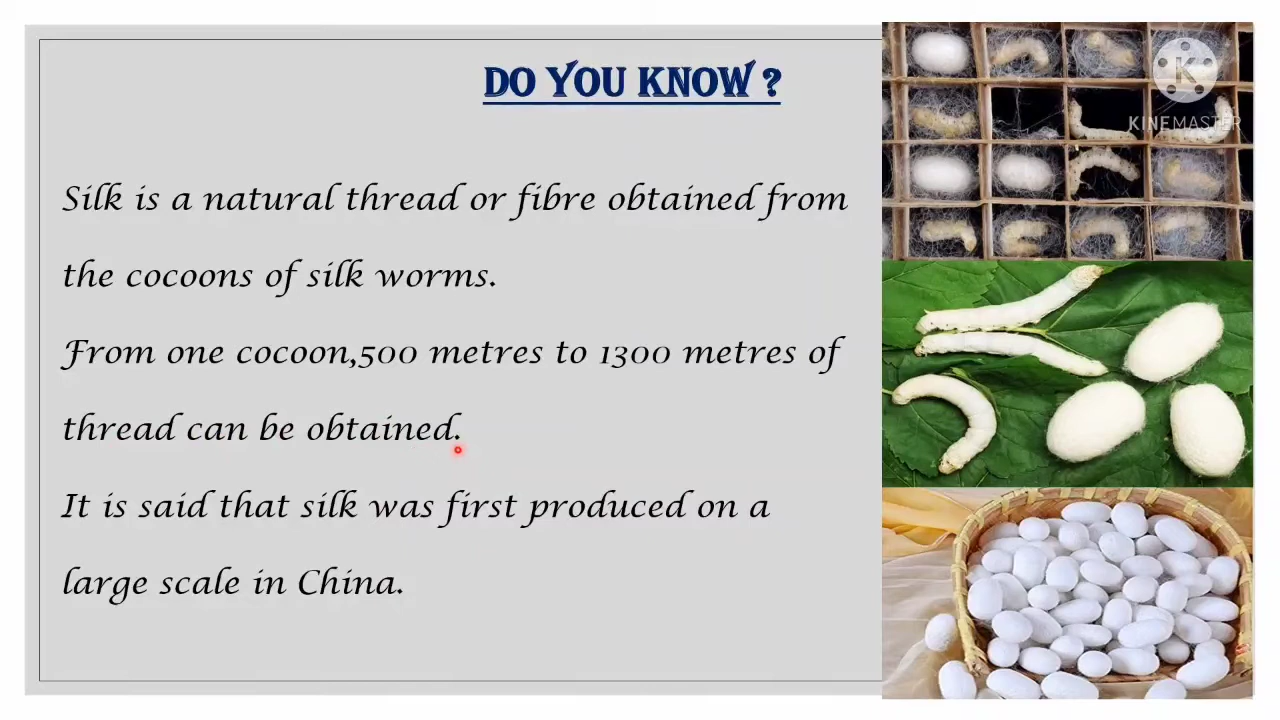 DO YOU KNOW ?
Silk is a natural thread or fibre obtained from
the cocoons of silk worms.
From one cocoon,500 metres to 1300 metres of
thread can be obtained.
It is said that silk was first produced on a
large scale in China.
K
KINEMASTER